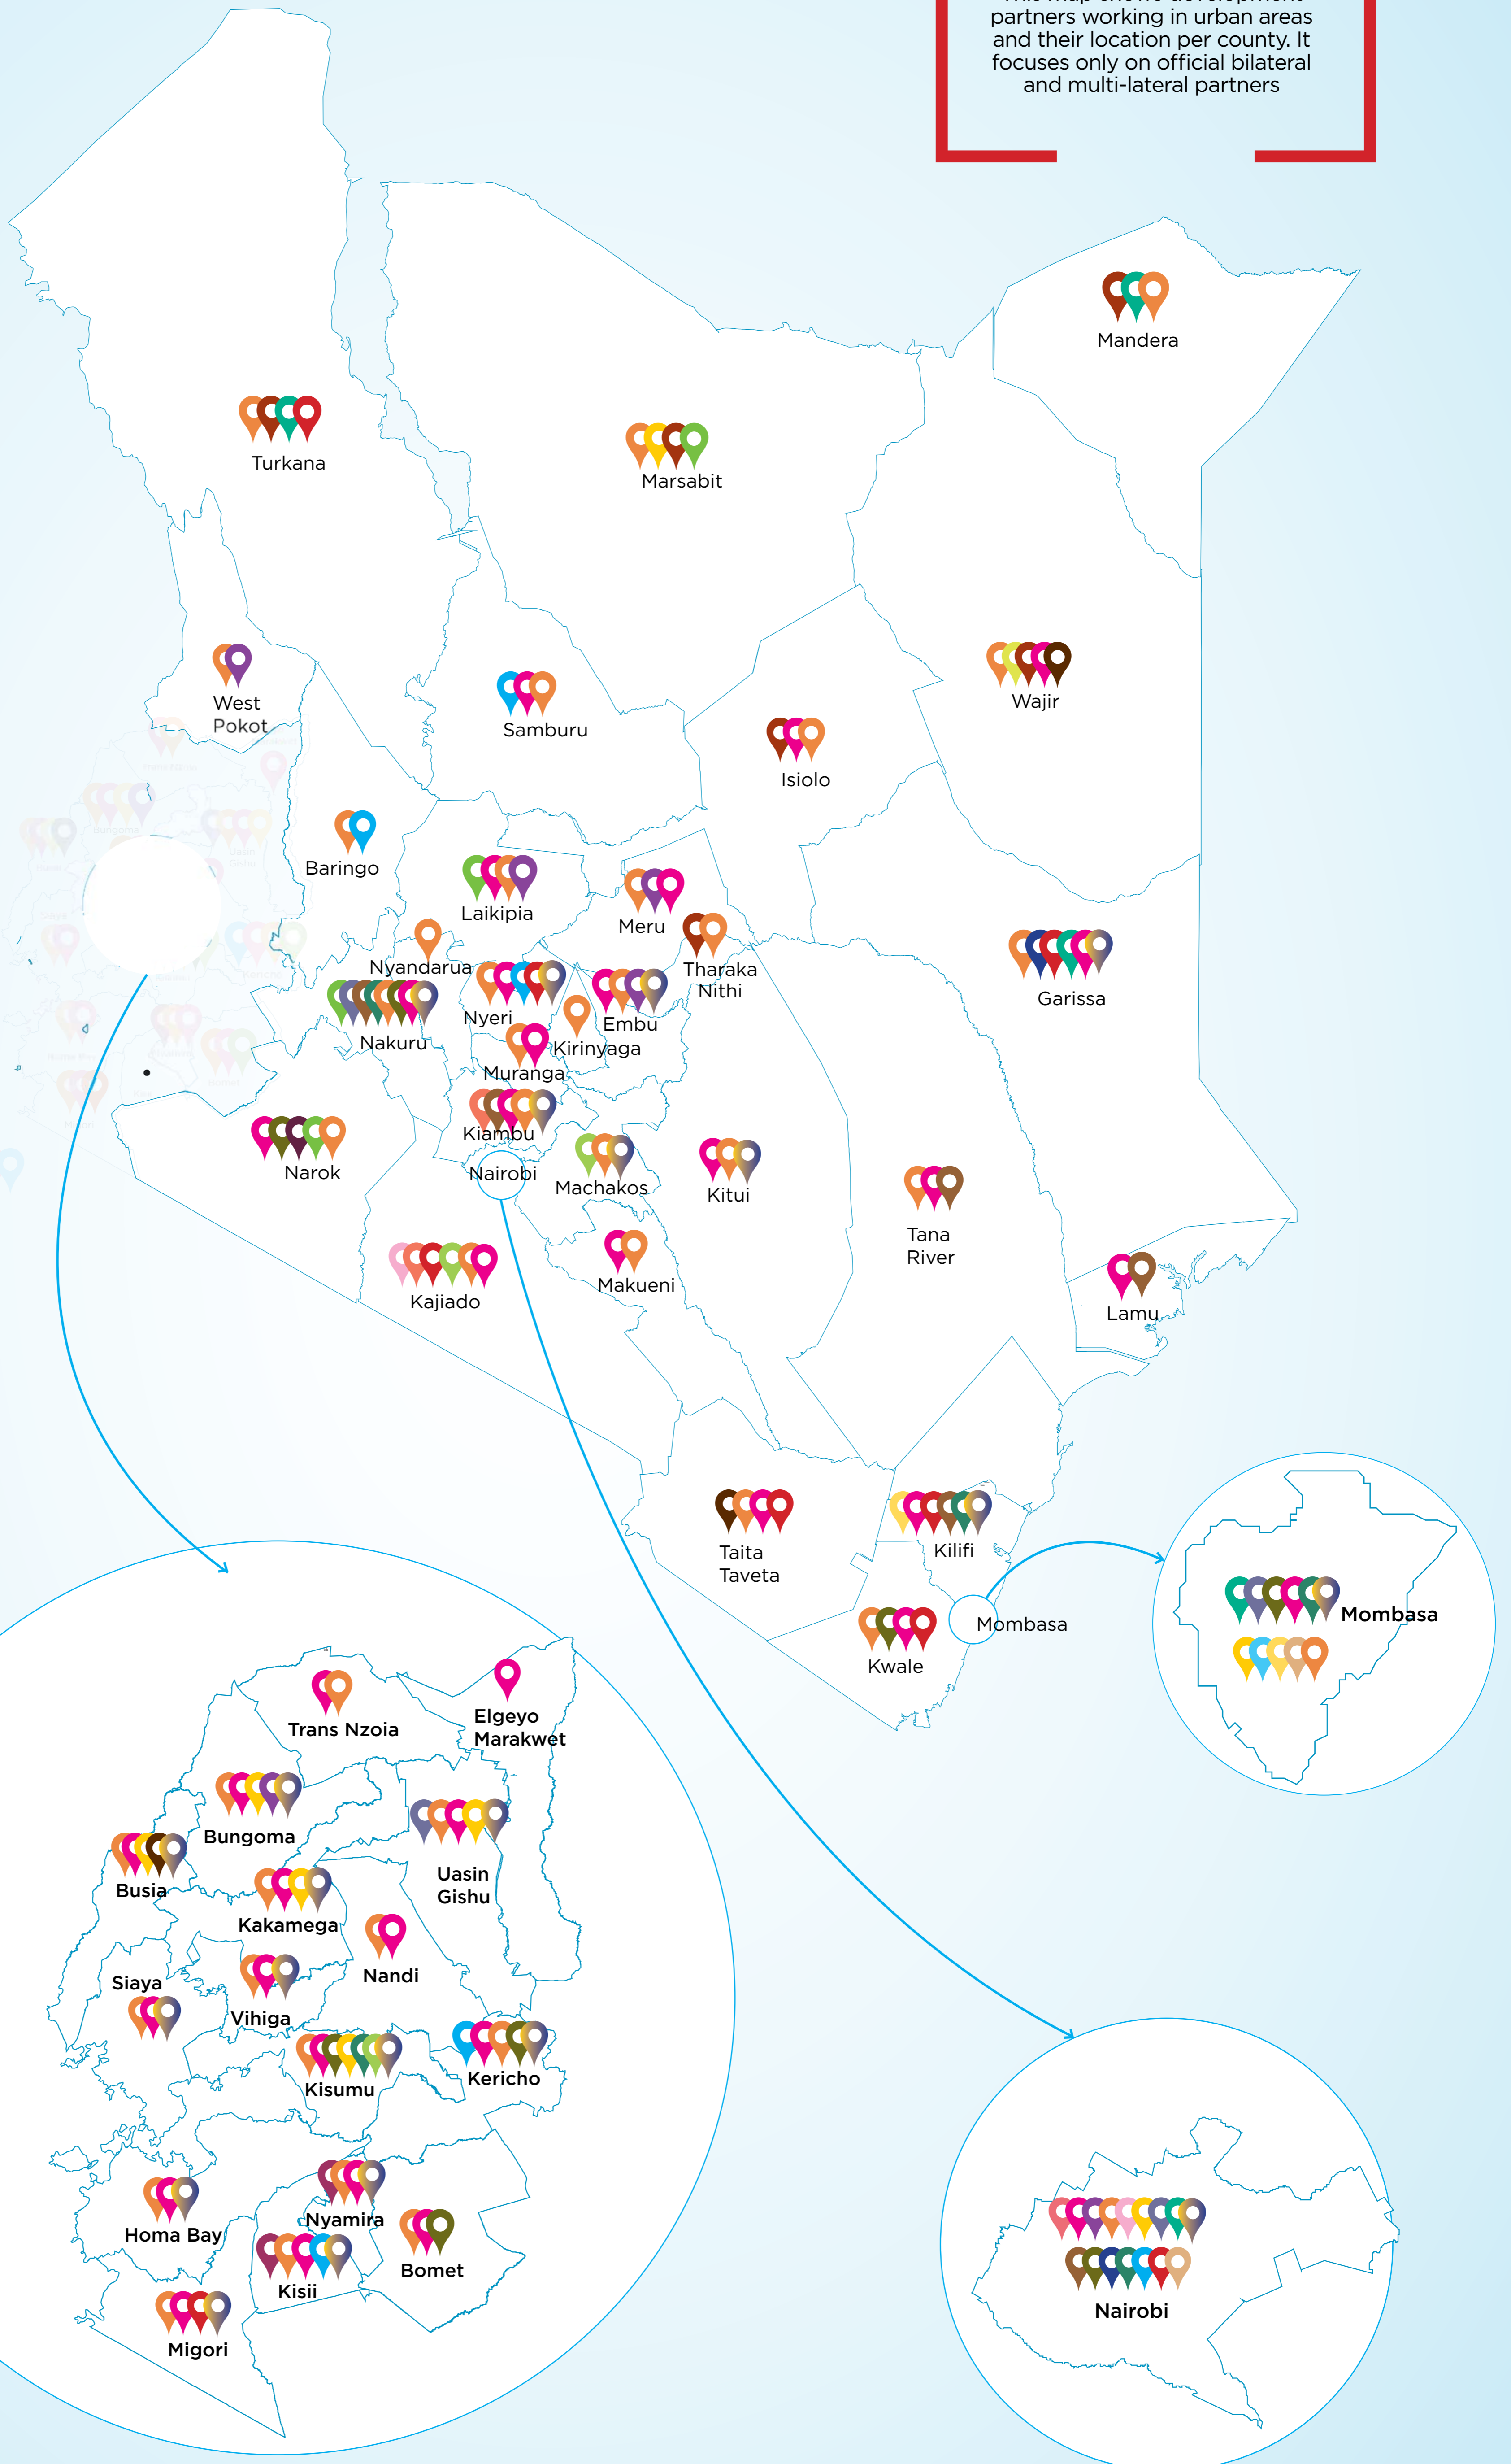 partners working in urban areas
and their location per county. It
focuses only on official bilateral
and multi-lateral partners
Mandera
Turkana
Marsabit
West
Pokot
Samburu
Wajir
Isiolo
Baringo
Laikipia
Meru
Nyandarua
Tharaka
Nithi
Garissa
Nyeri
Embu
Nakuru
Kirinyaga
Muranga
Kiambu
Narok
Nairobi
Machakos
Kitui
Tana
River
Makueni
Kajiado
Lamu
Taita
Taveta
Kilifi
Mombasa
Kwale
Mombasa
Trans Nzoia
Elgeyo
Marakwet
Bungoma
Uasin
Gishu
Busia
Kakamega
Nandi
Siaya
Vihiga
Kisumu
Kericho
Nyamira
Homa Bay
Bomet
Kisii
Migori
Nairobi